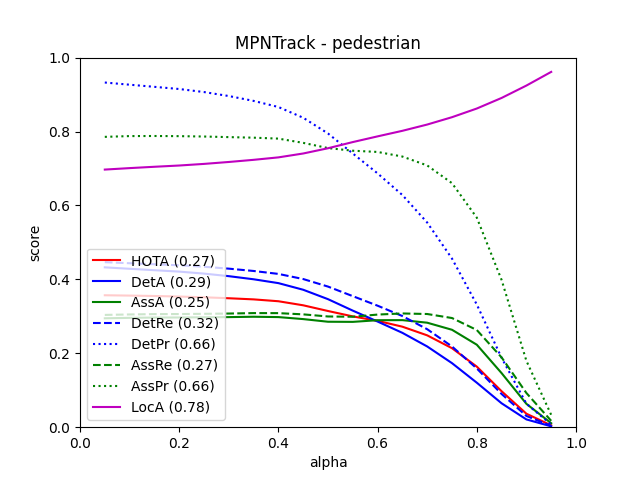 MPNTrack - pedestrian
1.0
0.8
0.6
0.4
0.2
0.0
score
HOTA (0.27)
DetA (0.29)
AssA (0.25)
DetRe (0.32)
DetPr (0.66)
AssRe (0.27)
AssPr (0.66)
LocA (0.78)
0.0 0.2 0.4 0.6 0.8 1.0
alpha